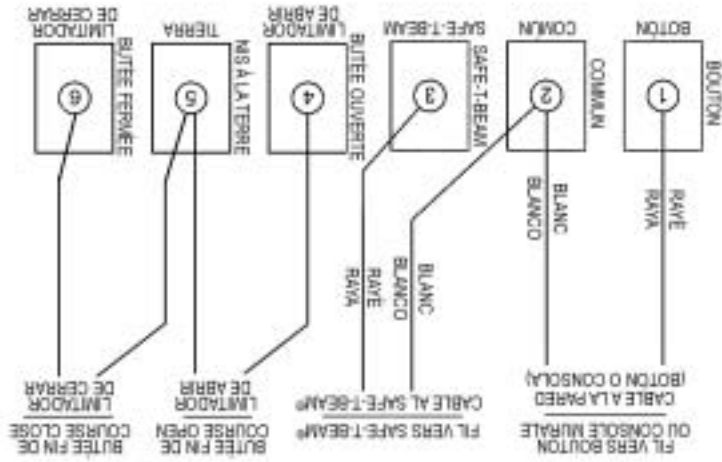 FIL VERS BOUTON
OU CONSOLE MURALE
CABLE A LA PARED
(BOTÓN O CONSOLA)
FIL VERS SAFE-T-BEAM®
CABLE AL SAFE-T-BEAM®
BUTÉE FIN DE
COURSE OPEN
LIMITADOR
DE ABRIR
BUTÉE FIN DE
COURSE CLOSE
LIMITADOR
DE CERRAR
RAYÉ
RAYA
BLANC
BLANCO
BLANC
BLANCO
RAYÉ
RAYA
BOUTON
1
BOTÓN
COMMUN
2
COMÚN
SAFE-T-BEAM
3
SAFE-T-BEAM
BUTÉE OUVERTE
4
LIMITADOR
DE ABRIR
NIS À LA TERRE
5
TIERRA
BUTÉE FERMÉE
6
LIMITADOR
DE CERRAR